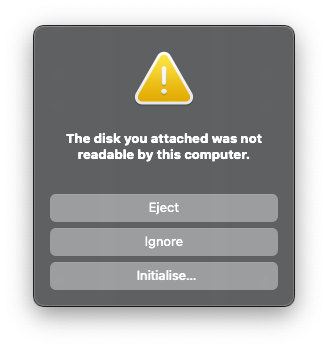 The disk you attached was not
readable by this computer.
Eject
Ignore
Initialise...